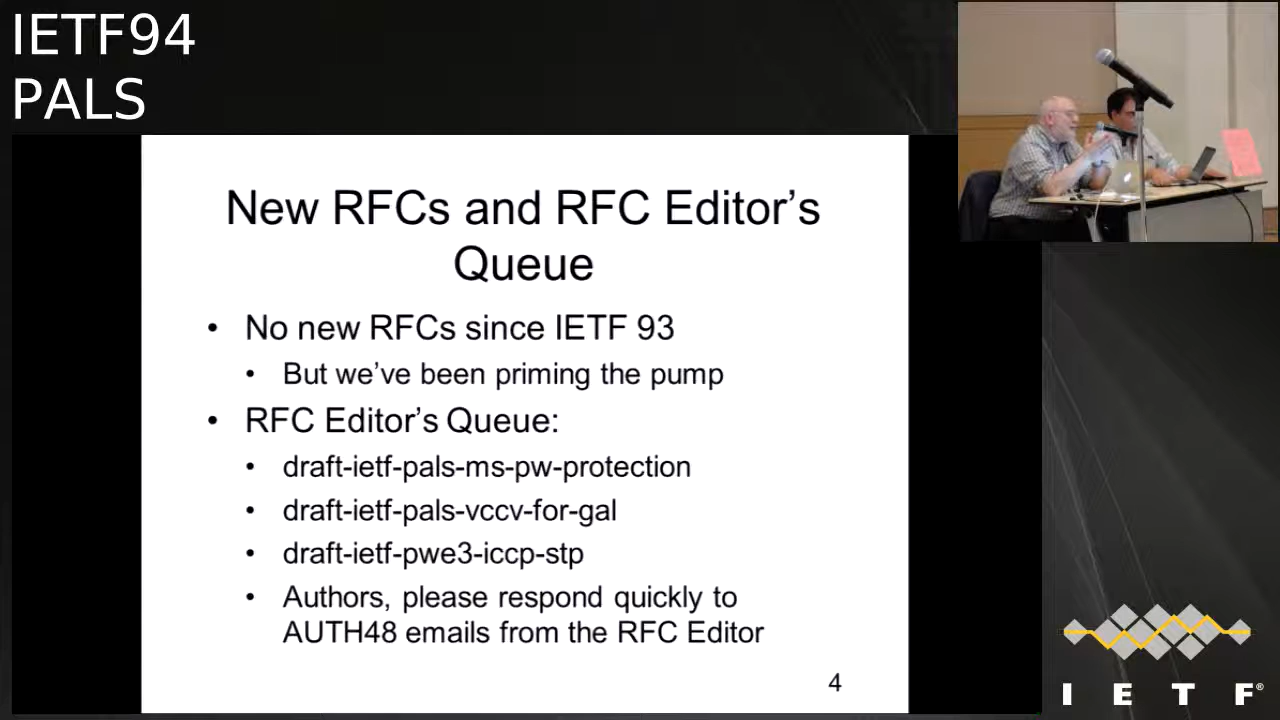 IETF94
PALS
New RFCs and RFC Editor’s
Queue
• No new RFCs since IETF 93
• But we’ve been priming the pump
• RFC Editor’s Queue:
• draft-ietf-pals-ms-pw-protection
• draft-ietf-pals-vccv-for-gal
• draft-ietf-pwe3-iccp-stp
• Authors, please respond quickly to
AUTH48 emails from the RFC Editor
4
I E T F®